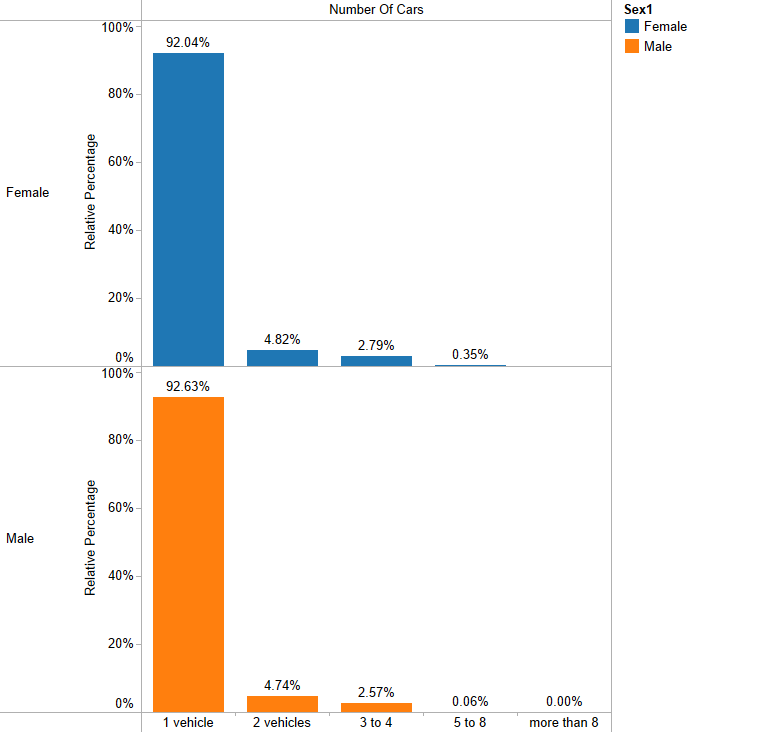 Number Of Cars
Sex1
Female
Male
Female
Relative Percentage
100%
80%
60%
40%
20%
0%
92.04%
4.82%
2.79%
0.35%
Male
Relative Percentage
100%
80%
60%
40%
20%
0%
92.63%
4.74%
2.57%
0.06%
0.00%
1 vehicle
2 vehicles
3 to 4
5 to 8
more than 8